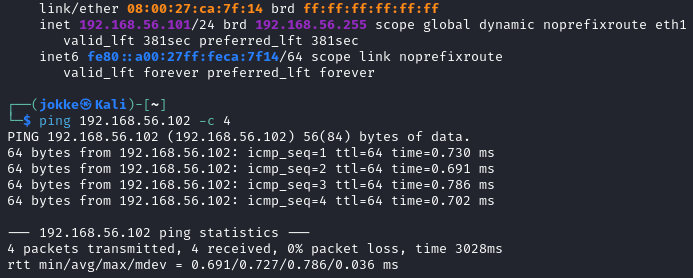 link/ether 08:00:27:ca:7f:14 brd ff:ff:ff:ff:ff:ff
inet 192.168.56.101/24 brd 192.168.56.255 scope global dynamic noprefixroute eth1
valid_lft 381sec preferred_lft 381sec
inet6 fe80::a00:27ff:feca:7f14/64 scope link noprefixroute
valid_lft forever preferred_lft forever
┌──(jokke㉿Kali)-[~]
└─$ ping 192.168.56.102 -c 4
PING 192.168.56.102 (192.168.56.102) 56(84) bytes of data.
64 bytes from 192.168.56.102: icmp_seq=1 ttl=64 time=0.730 ms
64 bytes from 192.168.56.102: icmp_seq=2 ttl=64 time=0.691 ms
64 bytes from 192.168.56.102: icmp_seq=3 ttl=64 time=0.786 ms
64 bytes from 192.168.56.102: icmp_seq=4 ttl=64 time=0.702 ms
--- 192.168.56.102 ping statistics ---
4 packets transmitted, 4 received, 0% packet loss, time 3028ms
rtt min/avg/max/mdev = 0.691/0.727/0.786/0.036 ms